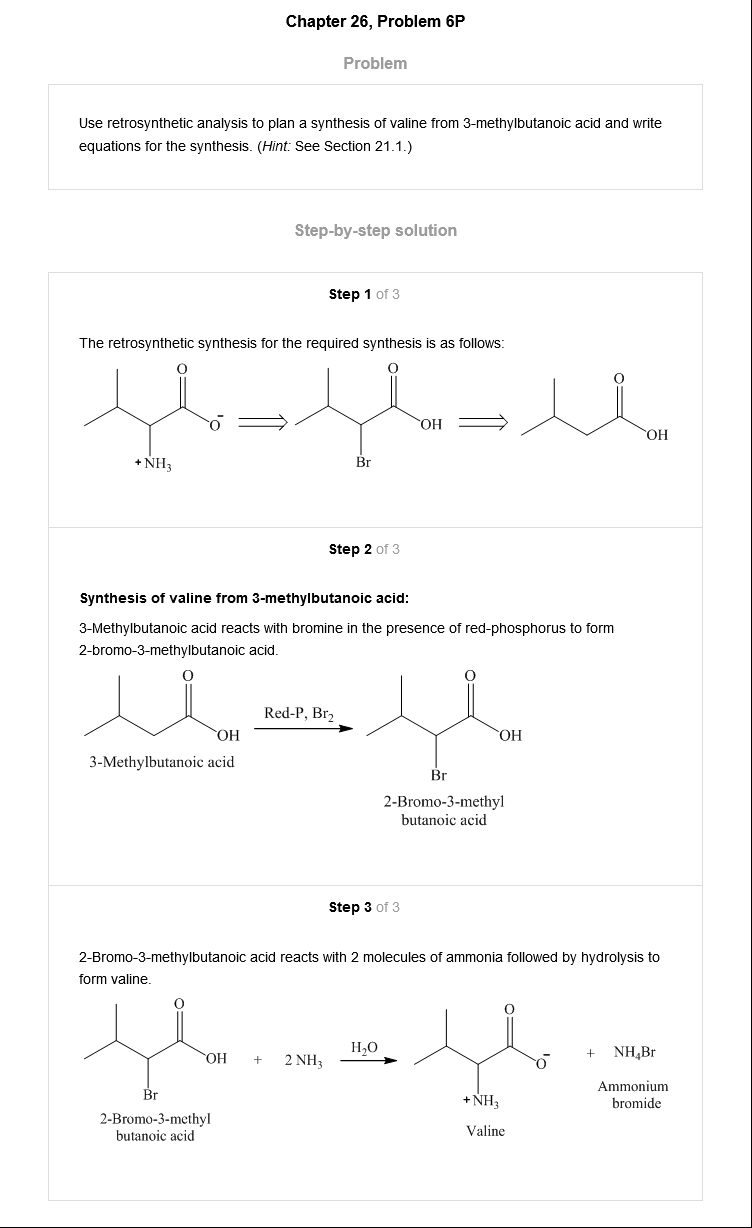 Chapter 26, Problem 6P
Problem
Use retrosynthetic analysis to plan a synthesis of valine from 3-methylbutanoic acid and write
equations for the synthesis. (Hint: See Section 21.1.)
Step-by-step solution
Step 1 of 3
The retrosynthetic synthesis for the required synthesis is as follows:
O O O
O⁻ OH OH
+NH₃ Br
Step 2 of 3
Synthesis of valine from 3-methylbutanoic acid:
3-Methylbutanoic acid reacts with bromine in the presence of red-phosphorus to form
2-bromo-3-methylbutanoic acid.
O O
Red-P, Br₂
OH OH
3-Methylbutanoic acid
Br
2-Bromo-3-methyl
butanoic acid
Step 3 of 3
2-Bromo-3-methylbutanoic acid reacts with 2 molecules of ammonia followed by hydrolysis to
form valine.
O O
OH + 2 NH₃ H₂O O⁻ + NH₄Br
Br +NH₃ Ammonium
bromide
2-Bromo-3-methyl
butanoic acid
Valine